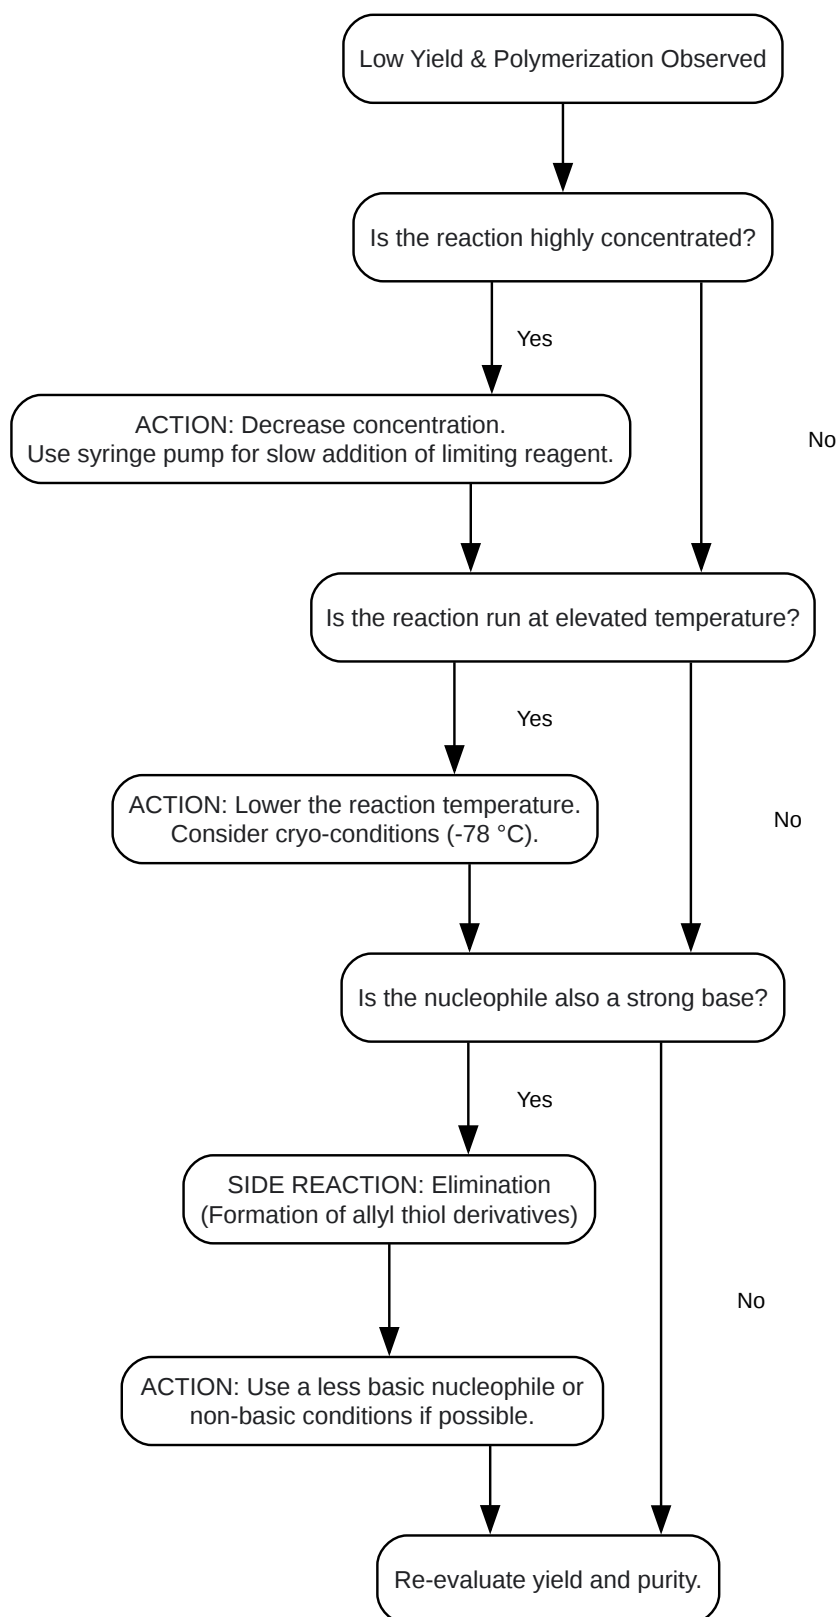 Low Yield & Polymerization Observed
Is the reaction highly concentrated?
Yes
ACTION: Decrease concentration.
Use syringe pump for slow addition of limiting reagent.
No
Is the reaction run at elevated temperature?
Yes
ACTION: Lower the reaction temperature.
Consider cryo-conditions (-78 °C).
No
Is the nucleophile also a strong base?
Yes
SIDE REACTION: Elimination
(Formation of allyl thiol derivatives)
No
ACTION: Use a less basic nucleophile or
non-basic conditions if possible.
Re-evaluate yield and purity.